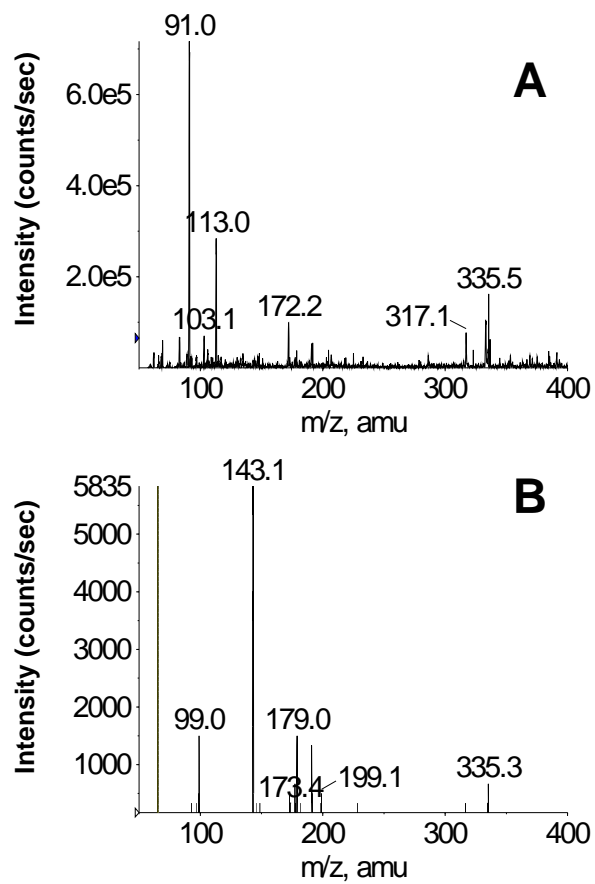 91.0
A
6.0e5
4.0e5
113.0
2.0e5
103.1
172.2
317.1
335.5
Intensity (counts/sec)
100 200 300 400
m/z, amu
5835
143.1
B
5000
4000
3000
2000
99.0
179.0
1000
173.4
199.1
335.3
Intensity (counts/sec)
100 200 300 400
m/z, amu